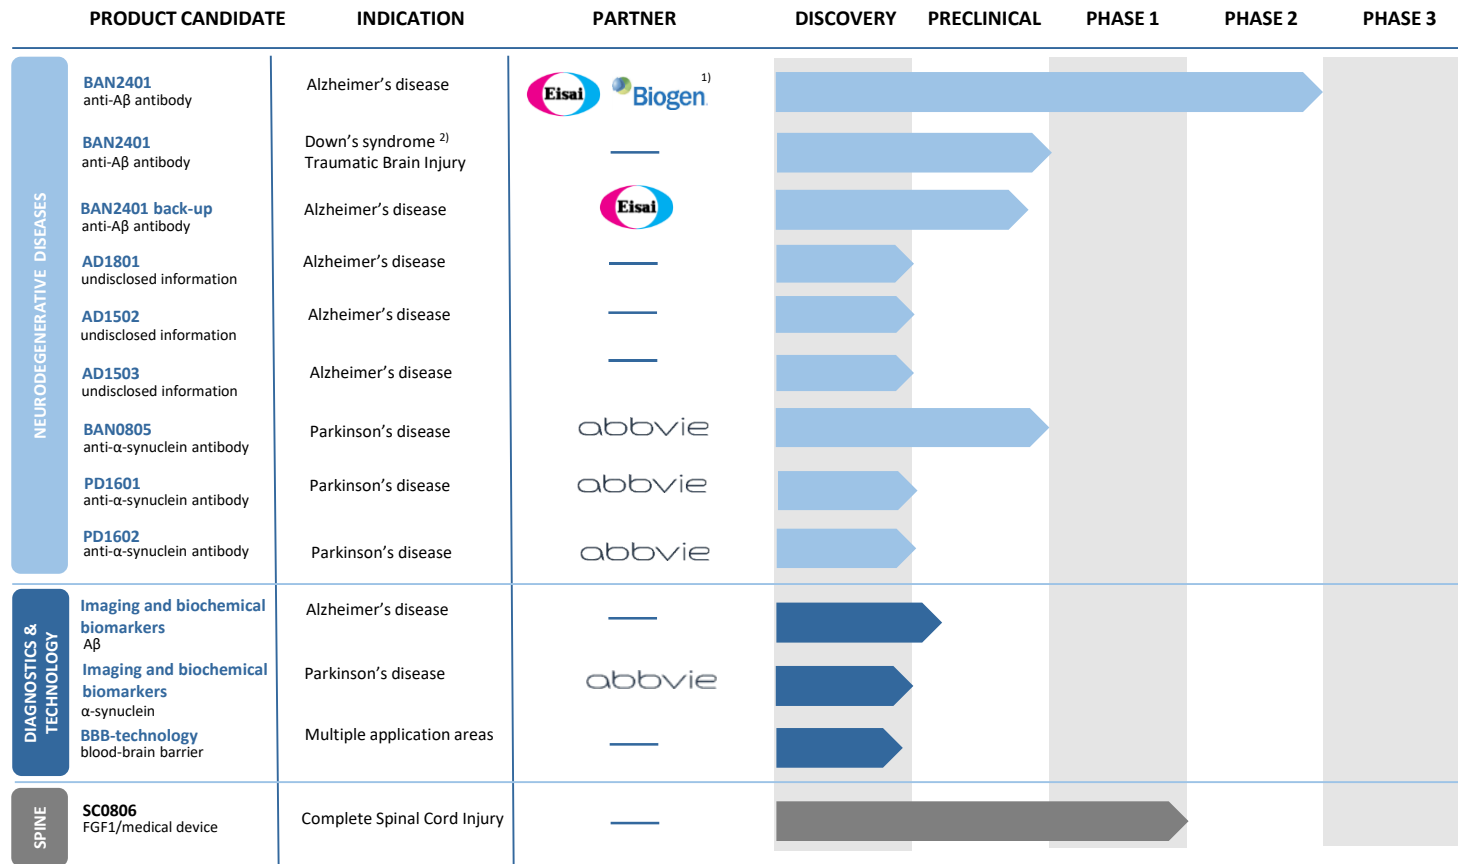 PRODUCT CANDIDATE INDICATION PARTNER DISCOVERY PRECLINICAL PHASE 1 PHASE 2 PHASE 3
NEURODEGENERATIVE DISEASES
BAN2401 Alzheimer's disease Eisai Biogen. 1)
anti-Aβ antibody
BAN2401 Down's syndrome 2)
anti-Aβ antibody Traumatic Brain Injury
BAN2401 back-up Alzheimer's disease Eisai
anti-Aβ antibody
AD1801 Alzheimer's disease
undisclosed information
AD1502 Alzheimer's disease
undisclosed information
AD1503 Alzheimer's disease
undisclosed information
BAN0805 Parkinson's disease abbvie
anti-α-synuclein antibody
PD1601 Parkinson's disease abbvie
anti-α-synuclein antibody
PD1602 Parkinson's disease abbvie
anti-α-synuclein antibody
DIAGNOSTICS &
TECHNOLOGY
Imaging and biochemical Alzheimer's disease
biomarkers
Aβ
Imaging and biochemical Parkinson's disease abbvie
biomarkers
α-synuclein
BBB-technology Multiple application areas
blood-brain barrier
SPINE
SC0806 Complete Spinal Cord Injury
FGF1/medical device